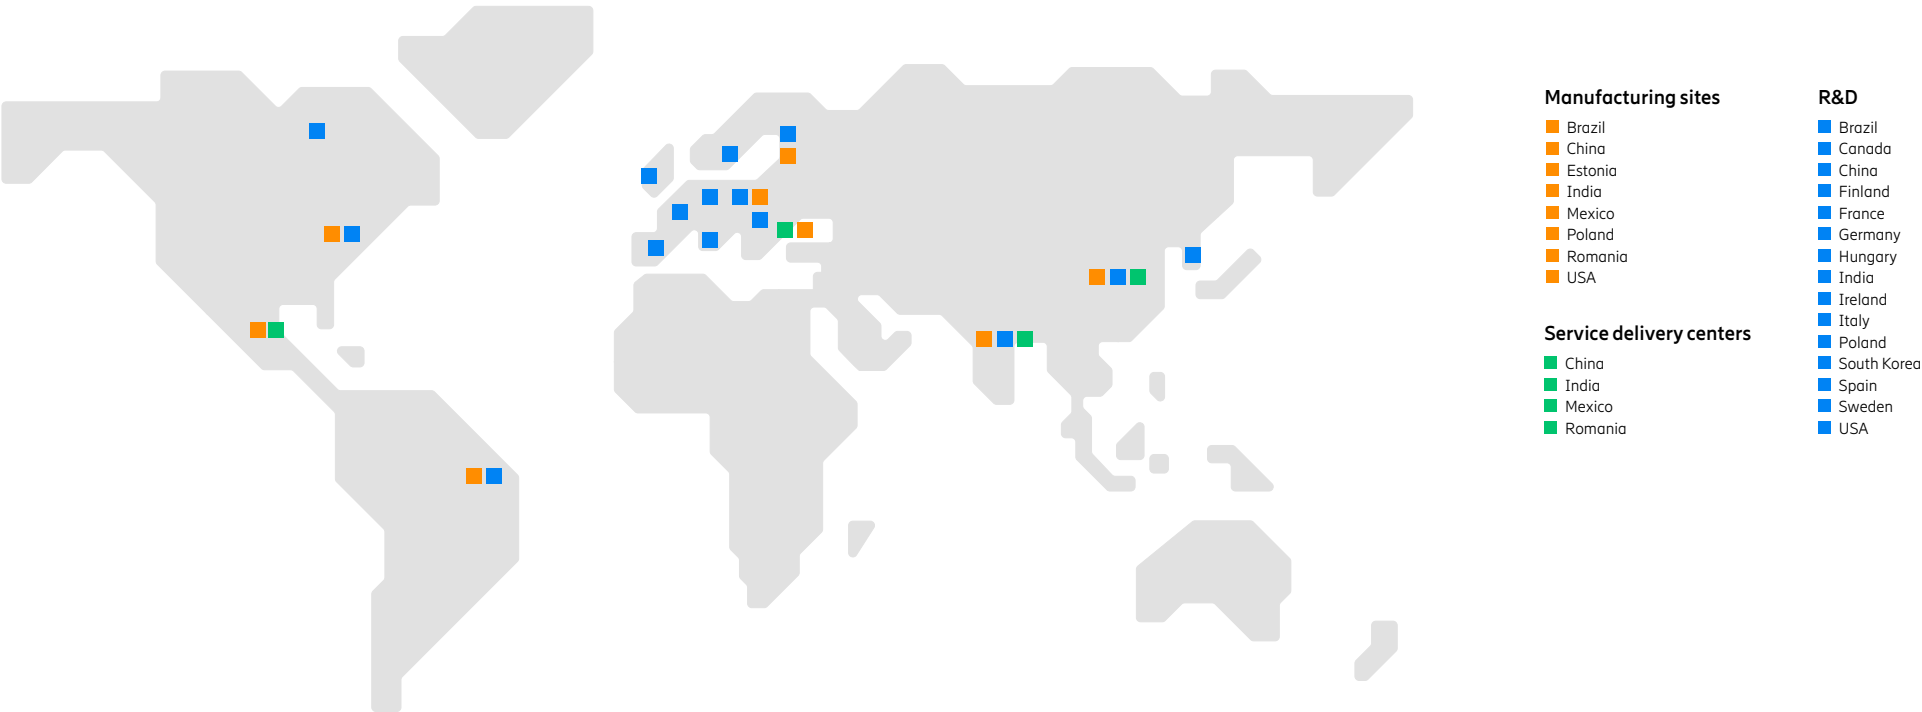 Manufacturing sites
Brazil
China
Estonia
India
Mexico
Poland
Romania
USA
Service delivery centers
China
India
Mexico
Romania
R&D
Brazil
Canada
China
Finland
France
Germany
Hungary
India
Ireland
Italy
Poland
South Korea
Spain
Sweden
USA